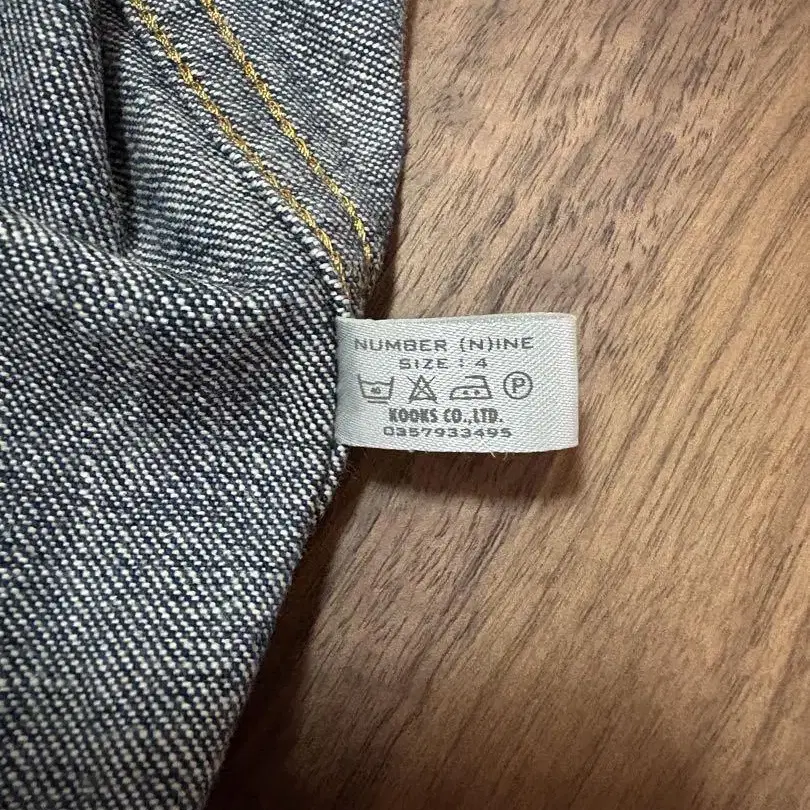 NUMBER (N)INE
SIZE : 4
P
KOOKS CO.,LTD.
0357933495